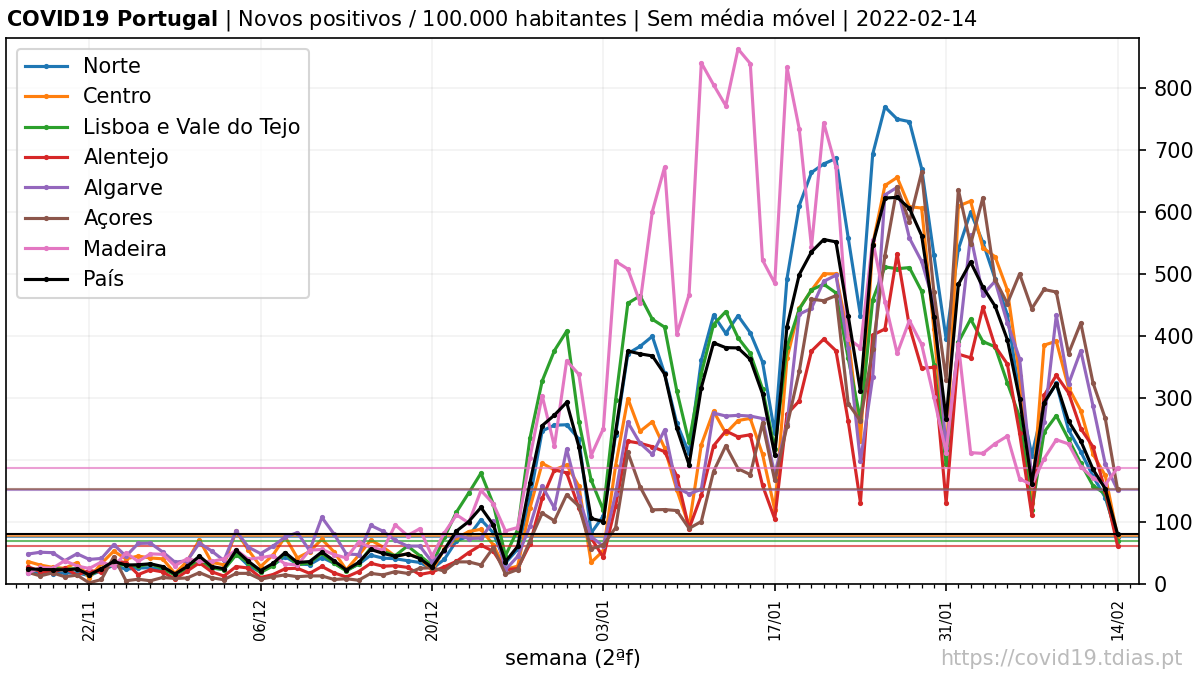 COVID19 Portugal | Novos positivos / 100.000 habitantes | Sem média móvel | 2022-02-14
Norte
Centro
Lisboa e Vale do Tejo
Alentejo
Algarve
Açores
Madeira
País
800
700
600
500
400
300
200
100
0
22/11
06/12
20/12
03/01
17/01
31/01
14/02
semana (2ªf)
https://covid19.tdias.pt